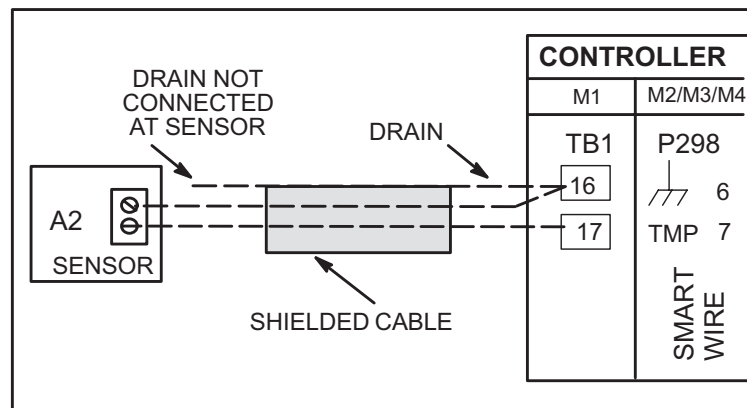 CONTROLLER
M1
M2/M3/M4
DRAIN NOT
CONNECTED
AT SENSOR
DRAIN
TB1
P298
16
6
17
TMP 7
A2
SENSOR
SHIELDED CABLE
SMART
WIRE